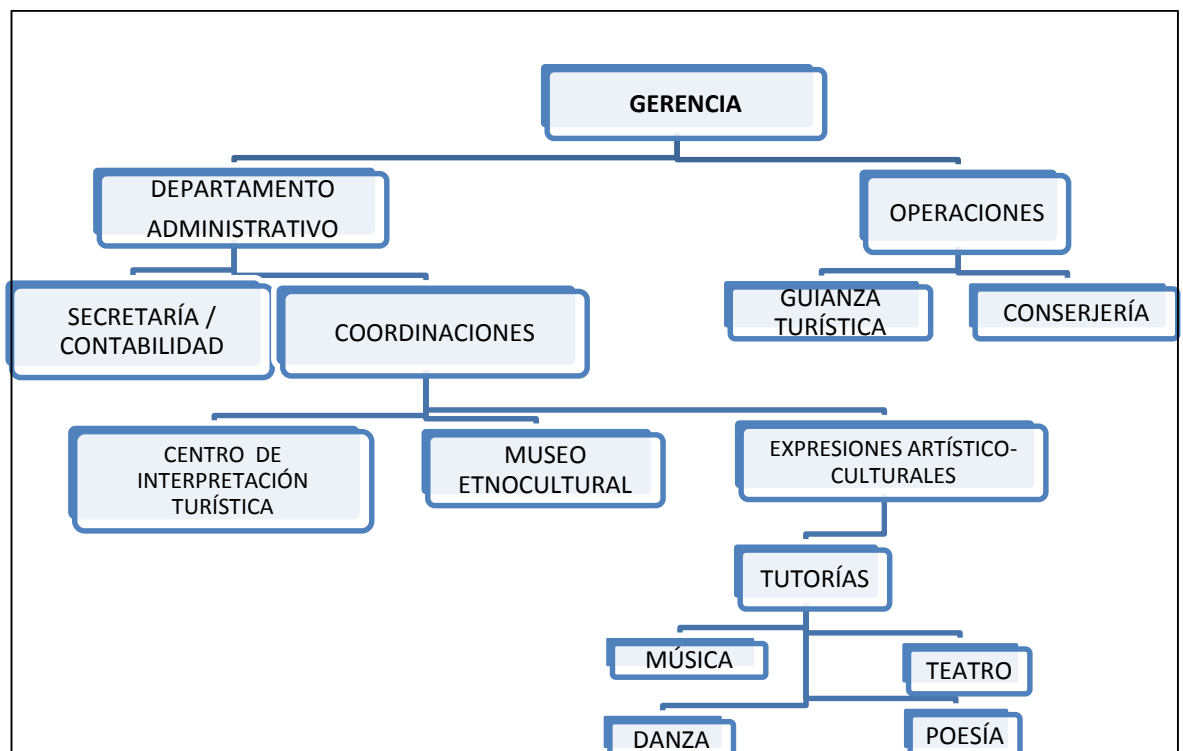 GERENCIA
DEPARTAMENTO
ADMINISTRATIVO
OPERACIONES
SECRETARÍA /
CONTABILIDAD
COORDINACIONES
GUIANZA
TURÍSTICA
CONSERJERÍA
CENTRO DE
INTERPRETACIÓN
TURÍSTICA
MUSEO
ETNOCULTURAL
EXPRESIONES ARTÍSTICO-
CULTURALES
TUTORÍAS
MÚSICA
TEATRO
DANZA
POESÍA